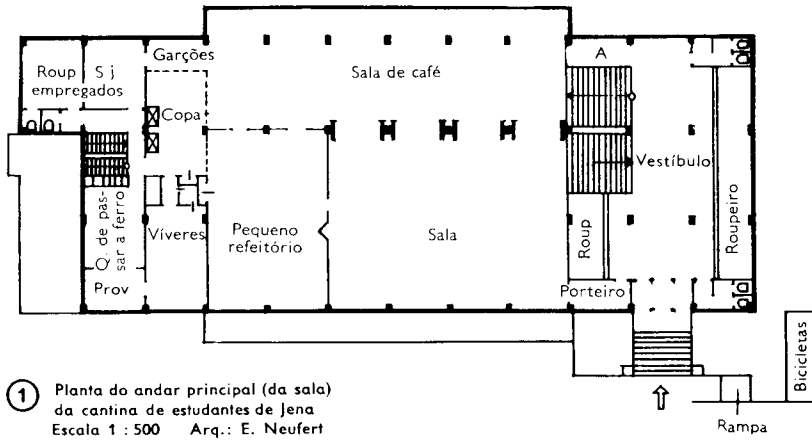 Garções
Roup
empregados
S j
Copa
Sala de café
A
Vestíbulo
Roupeiro
Q. de pas-
sar a ferro
Víveres
Pequeno
refeitório
Sala
Roup
Prov
Porteiro
Bicicletas
Rampa
1 Planta do andar principal (da sala)
da cantina de estudantes de Jena
Escala 1 : 500 Arq.: E. Neufert